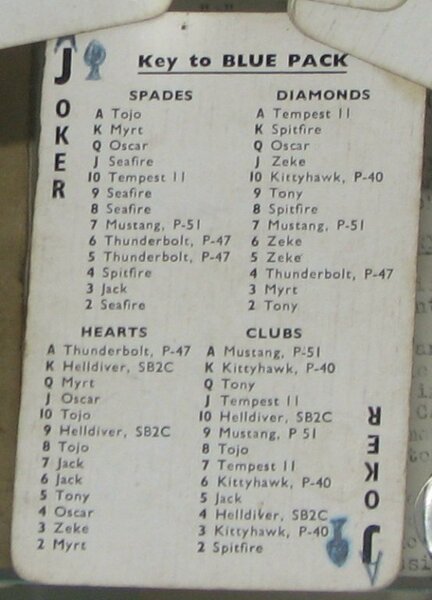 JOKER
Key to BLUE PACK
SPADES
A Tojo
K Myrt
Q Oscar
J Seafire
10 Tempest II
9 Seafire
8 Seafire
7 Mustang, P-51
6 Thunderbolt, P-47
5 Thunderbolt, P-47
4 Spitfire
3 Jack
2 Seafire
DIAMONDS
A Tempest II
K Spitfire
Q Oscar
J Zeke
10 Kittyhawk, P-40
9 Tony
8 Spitfire
7 Mustang, P-51
6 Zeke
5 Zeke
4 Thunderbolt, P-47
3 Myrt
2 Tony
HEARTS
A Thunderbolt, P-47
K Helldiver, SB2C
Q Myrt
J Oscar
10 Tojo
9 Helldiver, SB2C
8 Tojo
7 Jack
6 Jack
5 Tony
4 Oscar
3 Zeke
2 Myrt
CLUBS
A Mustang, P-51
K Kittyhawk, P-40
Q Tony
J Tempest II
10 Helldiver, SB2C
9 Mustang, P 51
8 Tojo
7 Tempest II
6 Kittyhawk, P-40
5 Jack
4 Helldiver, SB2C
3 Kittyhawk, P-40
2 Spitfire
JOKER